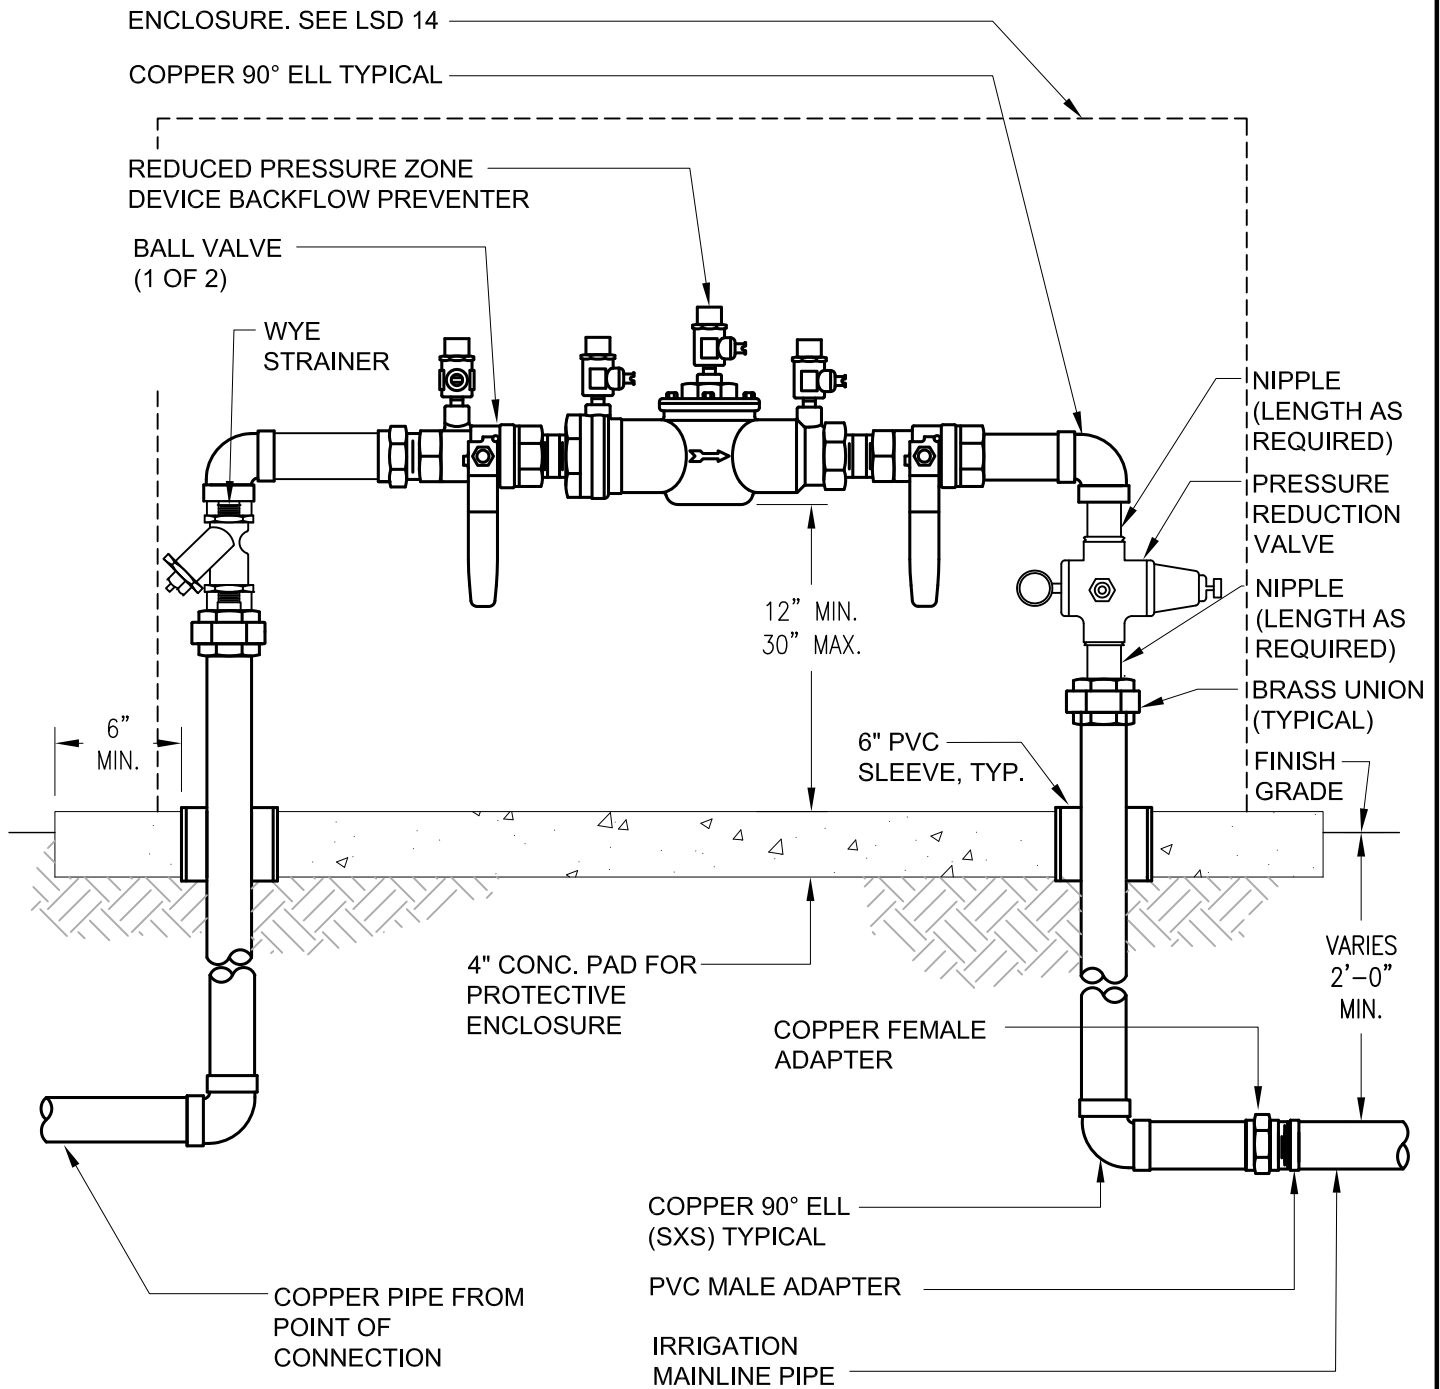 ENCLOSURE. SEE LSD 14
COPPER 90° ELL TYPICAL
REDUCED PRESSURE ZONE
DEVICE BACKFLOW PREVENTER
BALL VALVE
(1 OF 2)
WYE
STRAINER
NIPPLE
(LENGTH AS
REQUIRED)
PRESSURE
REDUCTION
VALVE
NIPPLE
(LENGTH AS
REQUIRED)
BRASS UNION
(TYPICAL)
12” MIN.
30” MAX.
6”
MIN.
6" PVC
SLEEVE, TYP.
FINISH
GRADE
4" CONC. PAD FOR
PROTECTIVE
ENCLOSURE
VARIES
2’-0”
MIN.
COPPER FEMALE
ADAPTER
COPPER 90° ELL
(SXS) TYPICAL
PVC MALE ADAPTER
COPPER PIPE FROM
POINT OF
CONNECTION
IRRIGATION
MAINLINE PIPE